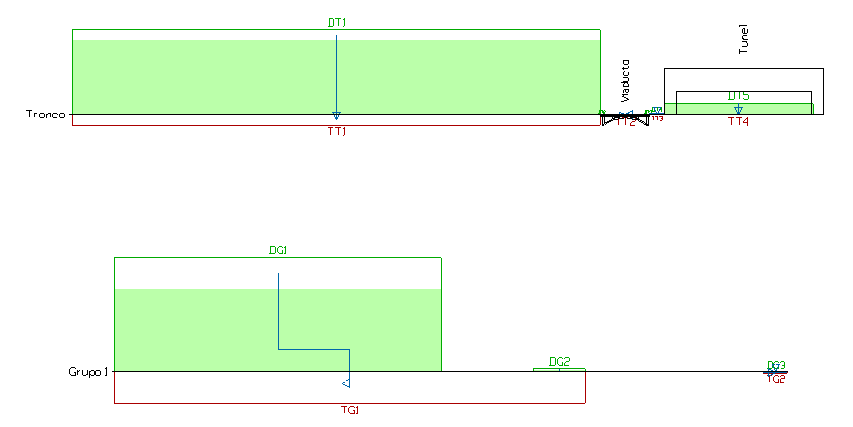 DT1
Tunel
Viaducto
DT5
Tronco
TT2
TT3
TT4
TT1
DG1
DG2
DG3
Grupo1
TG2
TG1